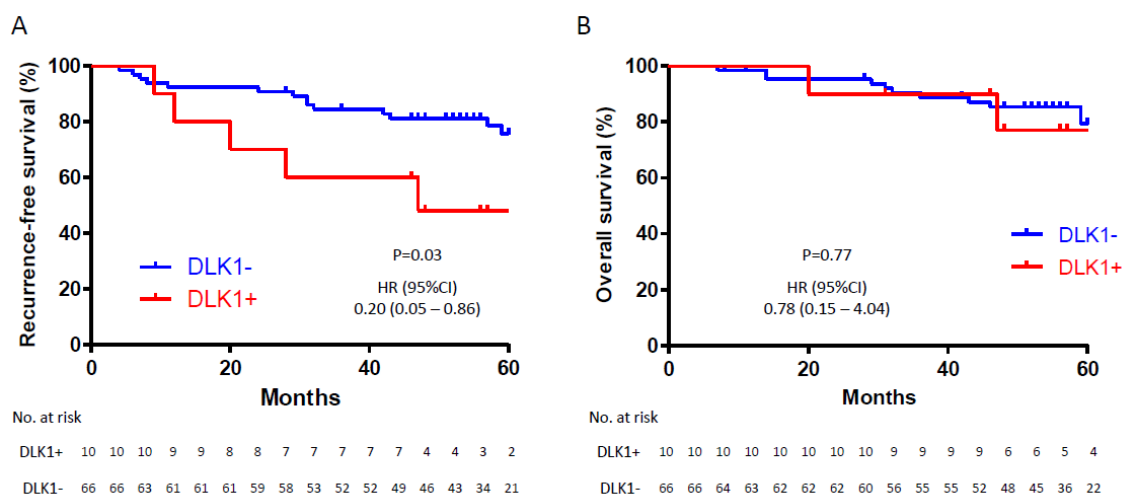 A
Recurrence-free survival (%)
100
80
60
40
20
0
DLK1-
DLK1+
P=0.03
HR (95%CI)
0.20 (0.05 – 0.86)
0 20 40 60
Months
No. at risk
DLK1+ 10 10 10 9 9 8 8 7 7 7 7 7 4 4 3 2
DLK1- 66 66 63 61 61 61 59 58 53 52 52 49 46 43 34 21
B
Overall survival (%)
100
80
60
40
20
0
DLK1-
DLK1+
P=0.77
HR (95%CI)
0.78 (0.15 – 4.04)
0 20 40 60
Months
No. at risk
DLK1+ 10 10 10 10 10 10 10 10 9 9 9 9 6 6 5 4
DLK1- 66 66 64 63 62 62 62 60 56 55 55 52 48 45 36 22